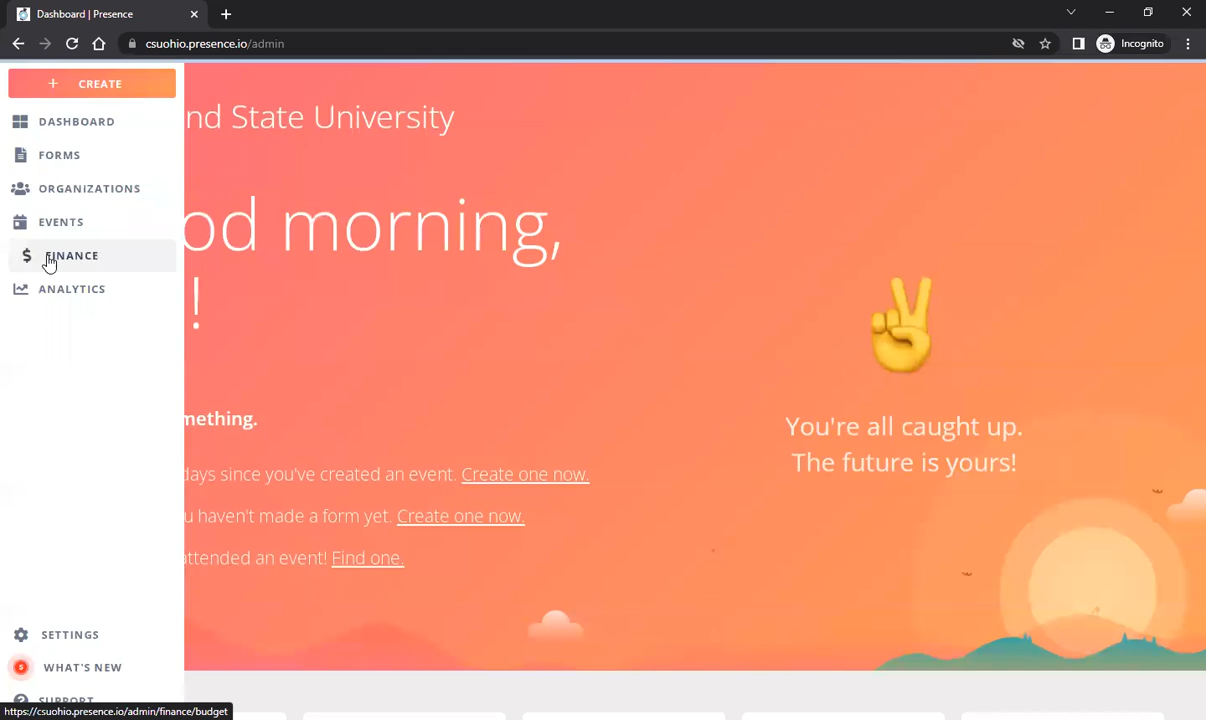 Dashboard | Presence
csuohio.presence.io/admin
Incognito
+ CREATE
DASHBOARD
FORMS
ORGANIZATIONS
EVENTS
$ FINANCE
ANALYTICS
SETTINGS
WHAT'S NEW
SUPPORT
https://csuohio.presence.io/admin/finance/budget
nd State University
od morning,
!
mething.
days since you've created an event. Create one now.
u haven't made a form yet. Create one now.
attended an event! Find one.
You're all caught up.
The future is yours!